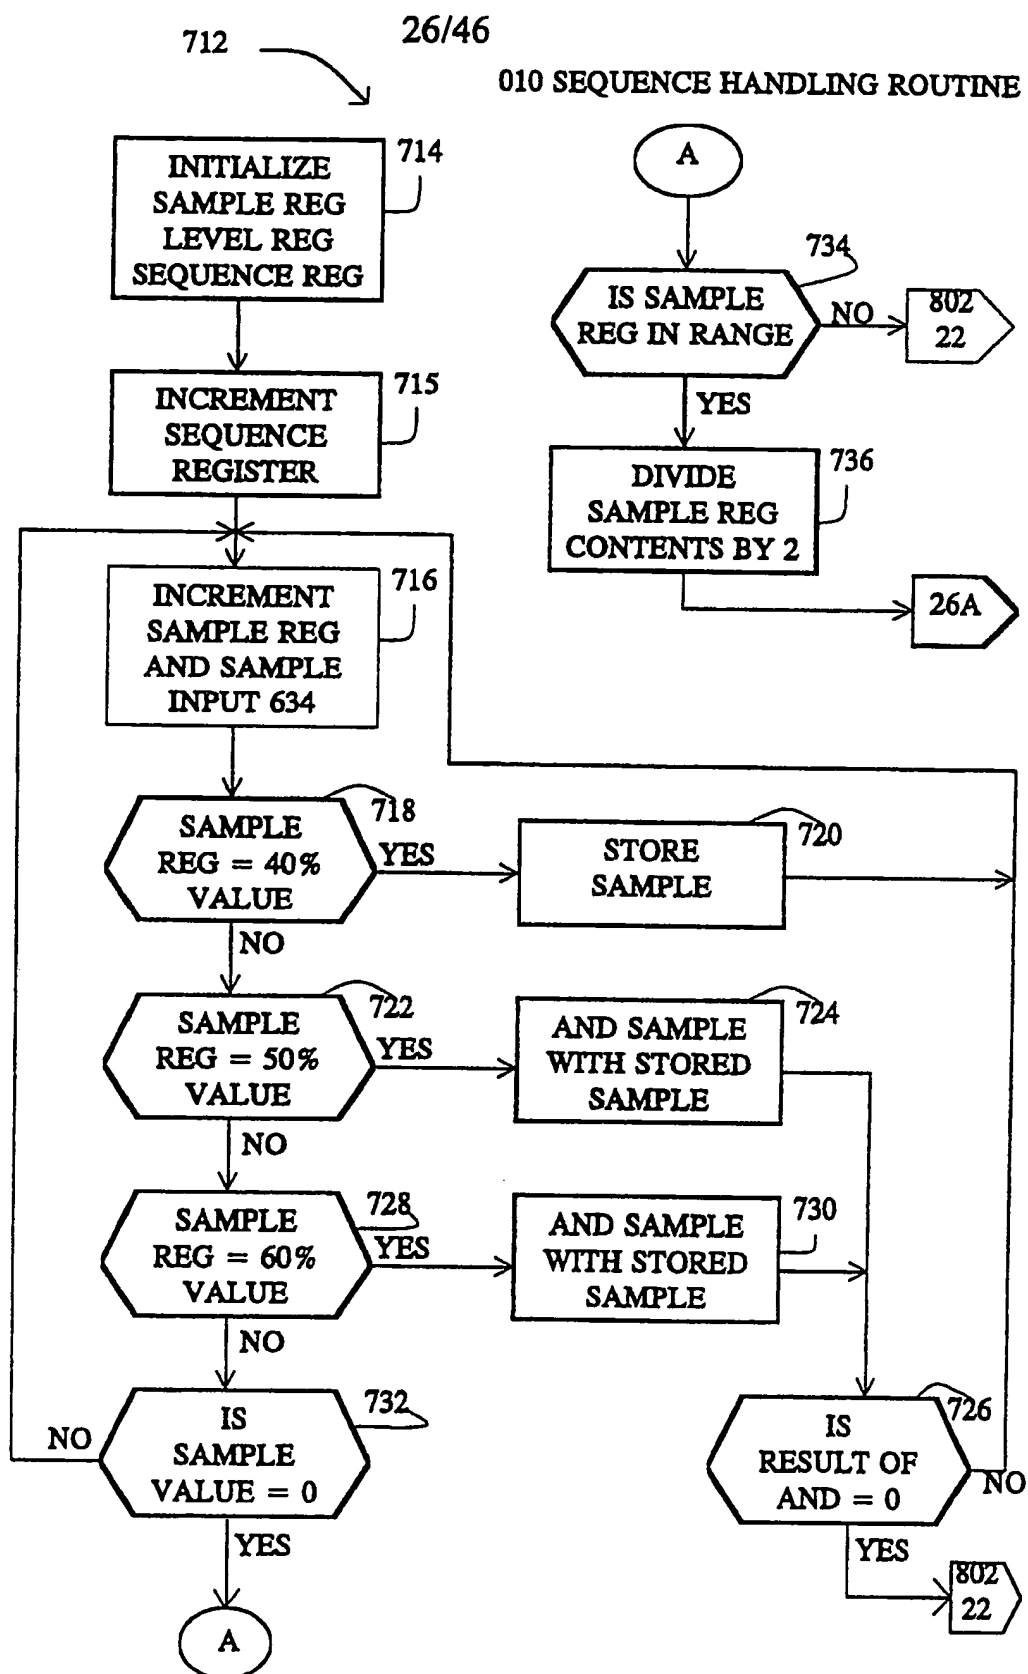 26/46
712
010 SEQUENCE HANDLING ROUTINE
714
INITIALIZE
SAMPLE REG
LEVEL REG
SEQUENCE REG
715
INCREMENT
SEQUENCE
REGISTER
716
INCREMENT
SAMPLE REG
AND SAMPLE
INPUT 634
718
SAMPLE
REG = 40%
VALUE
YES
NO
720
STORE
SAMPLE
722
SAMPLE
REG = 50%
VALUE
YES
NO
724
AND SAMPLE
WITH STORED
SAMPLE
728
SAMPLE
REG = 60%
VALUE
YES
NO
730
AND SAMPLE
WITH STORED
SAMPLE
732
IS
SAMPLE
VALUE = 0
NO
YES
A
726
IS
RESULT OF
AND = 0
NO
YES
802
22
A
734
IS SAMPLE
REG IN RANGE
NO
802
22
YES
736
DIVIDE
SAMPLE REG
CONTENTS BY 2
26A